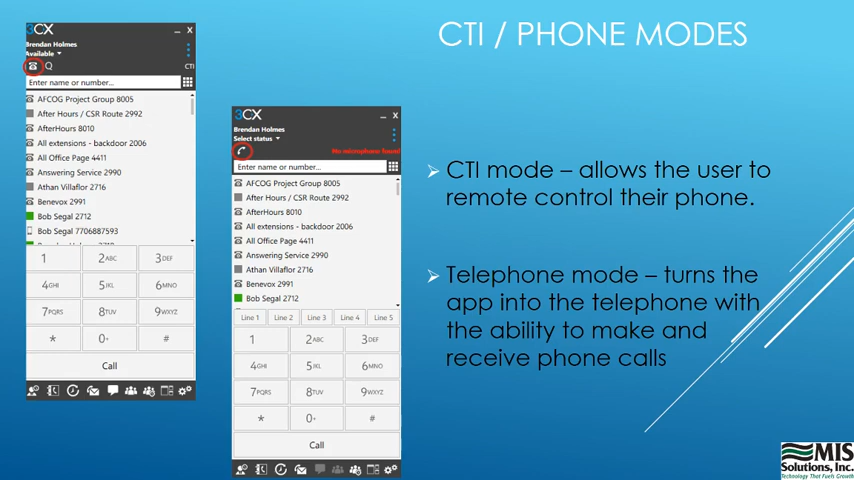 CTI / PHONE MODES
3CX
Brendan Holmes
Available
CTI
Enter name or number...
AFCOG Project Group 8005
After Hours / CSR Route 2992
AfterHours 8010
All extensions - backdoor 2006
All Office Page 4411
Answering Service 2990
Athan Villaflor 2716
Benevox 2991
Bob Segal 2712
Bob Segal 7706887593
1 2ABC 3DEF
4GHI 5JKL 6MNO
7PQRS 8TUV 9WXYZ
* 0+ #
Call
3CX
Brendan Holmes
Select status
No microphone found
Enter name or number...
AFCOG Project Group 8005
After Hours / CSR Route 2992
AfterHours 8010
All extensions - backdoor 2006
All Office Page 4411
Answering Service 2990
Athan Villaflor 2716
Benevox 2991
Bob Segal 2712
Line 1 Line 2 Line 3 Line 4 Line 5
1 2ABC 3DEF
4GHI 5JKL 6MNO
7PQRS 8TUV 9WXYZ
* 0+ #
Call
CTI mode – allows the user to
remote control their phone.
Telephone mode – turns the
app into the telephone with
the ability to make and
receive phone calls
MIS
Solutions, Inc.
Technology That Fuels Growth